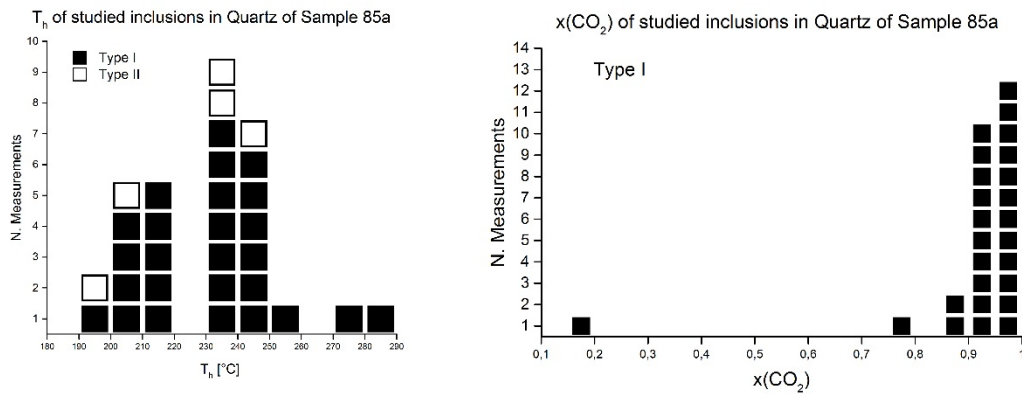 Th of studied inclusions in Quartz of Sample 85a
10
9
8
7
6
5
4
3
2
1
N. Measurements
Type I
Type II
180 190 200 210 220 230 240 250 260 270 280 290
Th [°C]
x(CO2) of studied inclusions in Quartz of Sample 85a
14
13
12
11
10
9
8
7
6
5
4
3
2
1
N. Measurements
Type I
0,1 0,2 0,3 0,4 0,5 0,6 0,7 0,8 0,9 1
x(CO2)